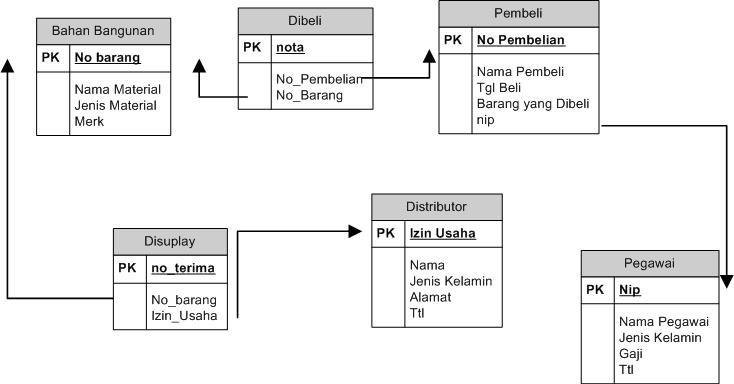 Bahan Bangunan
PK No barang
Nama Material
Jenis Material
Merk
Dibeli
PK nota
No_Pembelian
No_Barang
Pembeli
PK No Pembelian
Nama Pembeli
Tgl Beli
Barang yang Dibeli
nip
Disuplay
PK no_terima
No_barang
Izin_Usaha
Distributor
PK Izin Usaha
Nama
Jenis Kelamin
Alamat
Ttl
Pegawai
PK Nip
Nama Pegawai
Jenis Kelamin
Gaji
Ttl